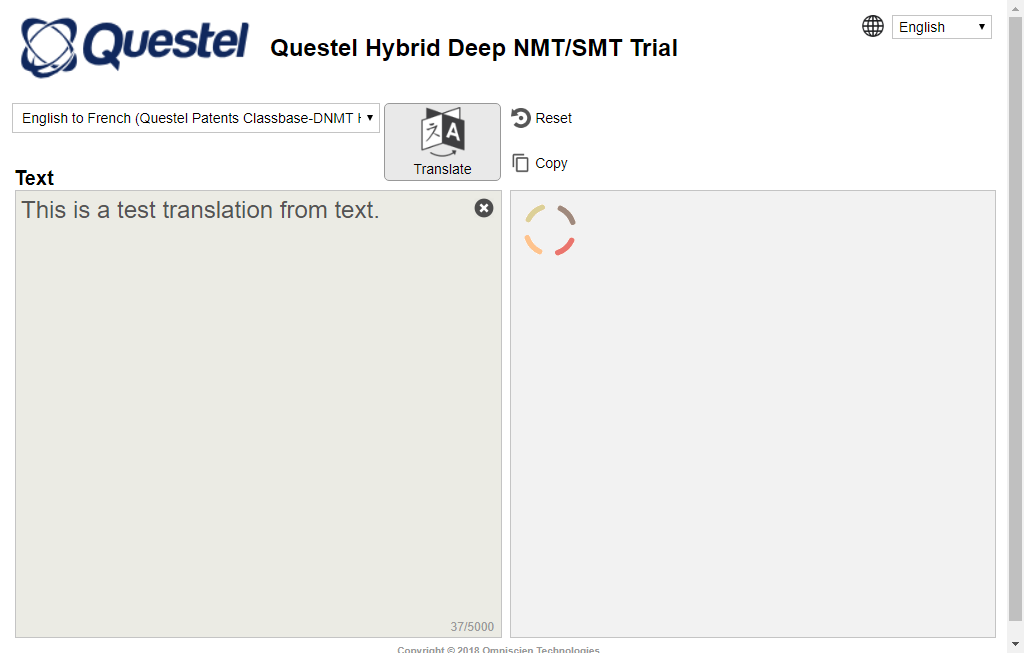 Questel
Questel Hybrid Deep NMT/SMT Trial
English
English to French (Questel Patents Classbase-DNMT
Translate
Reset
Copy
Text
This is a test translation from text.
37/5000
Copyright © 2018 Omniscien Technologies